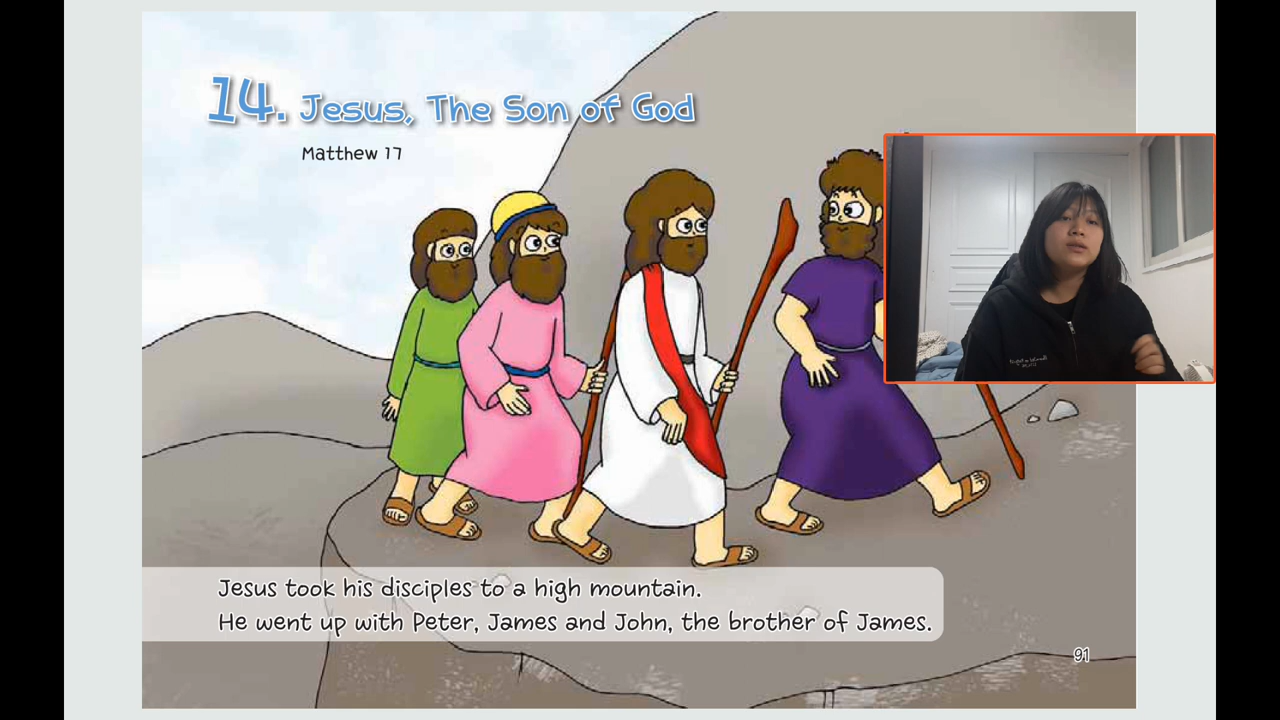 14. Jesus, The Son of God
Matthew 17
Jesus took his disciples to a high mountain.
He went up with Peter, James and John, the brother of James.
91